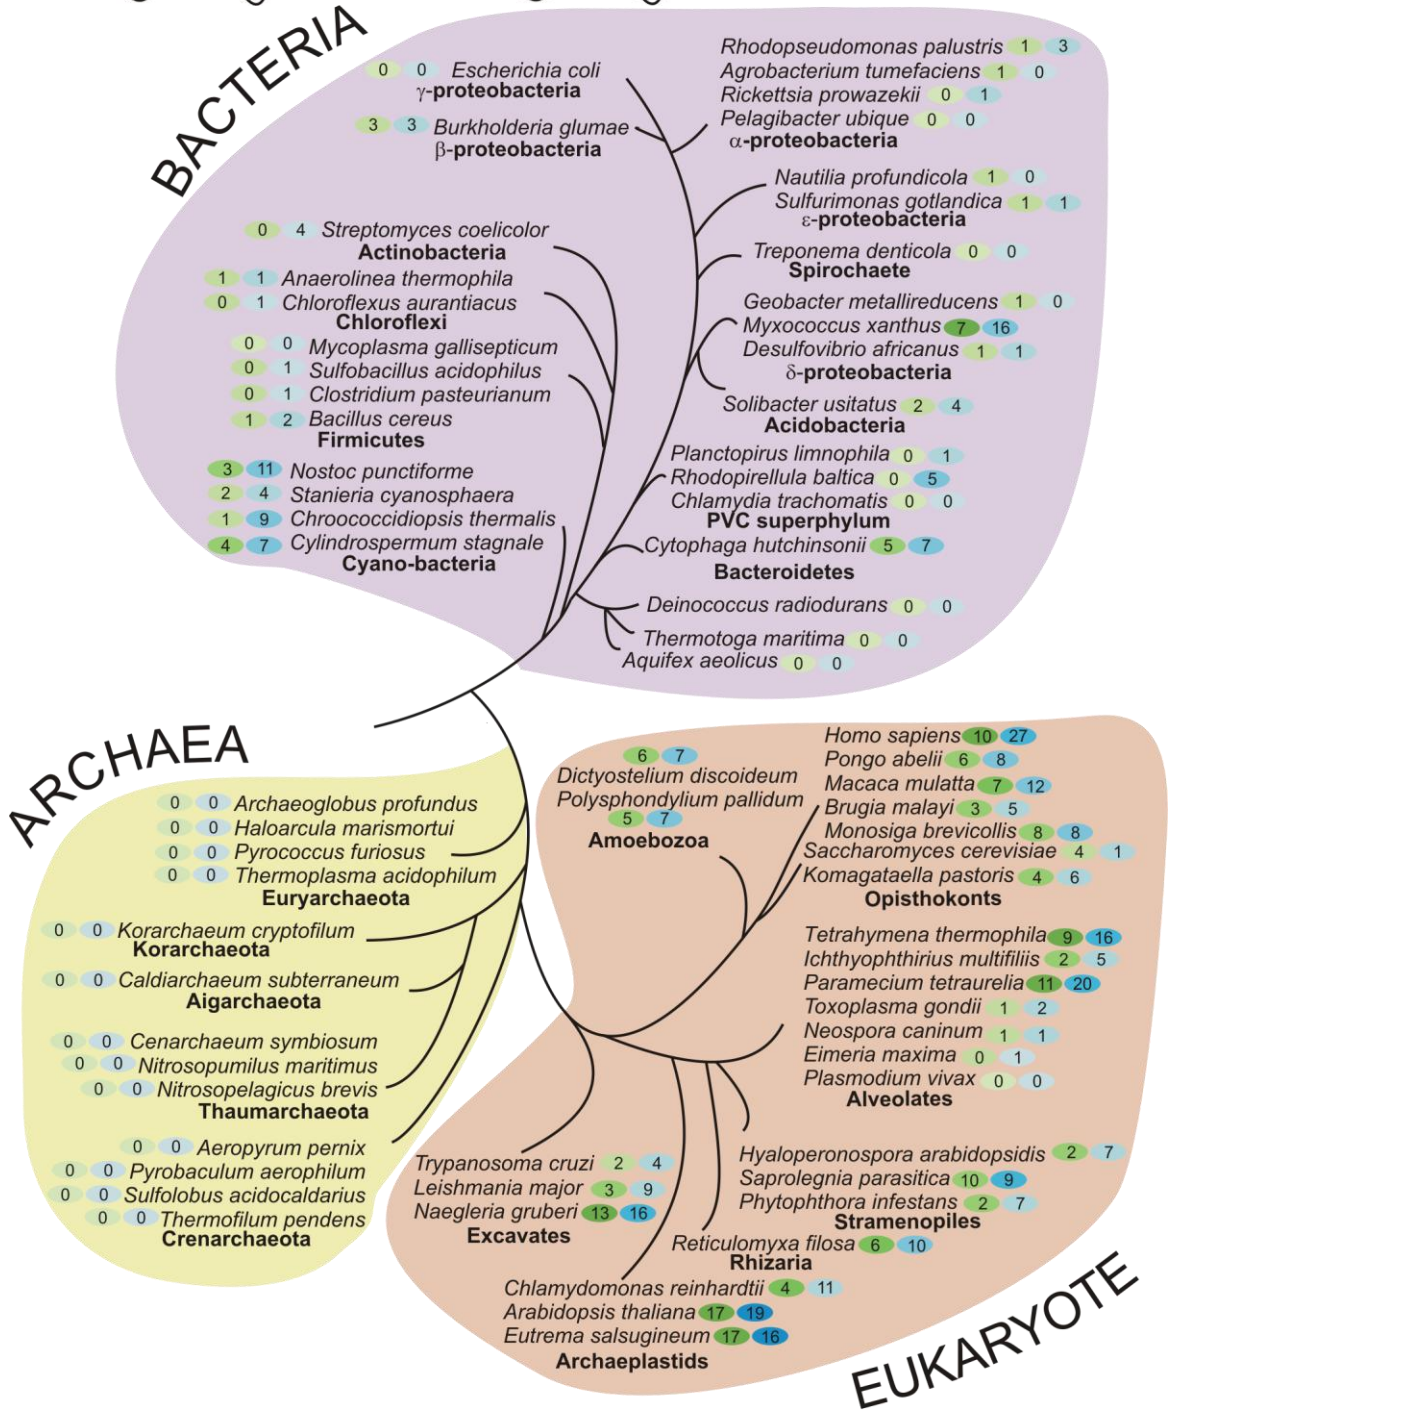 BACTERIA
0 0 Escherichia coli
γ-proteobacteria
3 3 Burkholderia glumae
β-proteobacteria
Rhodopseudomonas palustris 1 3
Agrobacterium tumefaciens 1 0
Rickettsia prowazekii 0 1
Pelagibacter ubique 0 0
α-proteobacteria
Nautilia profundicola 1 0
Sulfurimonas gotlandica 1 1
ε-proteobacteria
Treponema denticola 0 0
Spirochaete
Geobacter metallireducens 1 0
Myxococcus xanthus 7 16
Desulfovibrio africanus 1 1
δ-proteobacteria
Solibacter usitatus 2 4
Acidobacteria
Planctopirus limnophila 0 1
Rhodopirellula baltica 0 5
Chlamydia trachomatis 0 0
PVC superphylum
Cytophaga hutchinsonii 5 7
Bacteroidetes
Deinococcus radiodurans 0 0
Thermotoga maritima 0 0
Aquifex aeolicus 0 0
0 4 Streptomyces coelicolor
Actinobacteria
1 1 Anaerolinea thermophila
0 1 Chloroflexus aurantiacus
Chloroflexi
0 0 Mycoplasma gallisepticum
0 1 Sulfobacillus acidophilus
0 1 Clostridium pasteurianum
1 2 Bacillus cereus
Firmicutes
3 11 Nostoc punctiforme
2 4 Stanieria cyanosphaera
1 9 Chroococcidiopsis thermalis
4 7 Cylindrospermum stagnale
Cyano-bacteria
ARCHAEA
0 0 Archaeoglobus profundus
0 0 Haloarcula marismortui
0 0 Pyrococcus furiosus
0 0 Thermoplasma acidophilum
Euryarchaeota
0 0 Korarchaeum cryptofilum
Korarchaeota
0 0 Caldiarchaeum subterraneum
Aigarchaeota
0 0 Cenarchaeum symbiosum
0 0 Nitrosopumilus maritimus
0 0 Nitrosopelagicus brevis
Thaumarchaeota
0 0 Aeropyrum pernix
0 0 Pyrobaculum aerophilum
0 0 Sulfolobus acidocaldarius
0 0 Thermofilum pendens
Crenarchaeota
6 7
Dictyostelium discoideum
Polysphondylium pallidum
5 7
Amoebozoa
Homo sapiens 10 27
Pongo abelii 6 8
Macaca mulatta 7 12
Brugia malayi 3 5
Monosiga brevicollis 8 8
Saccharomyces cerevisiae 4 1
Komagataella pastoris 4 6
Opisthokonts
Tetrahymena thermophila 9 16
Ichthyophthirius multifiliis 2 5
Paramecium tetraurelia 11 20
Toxoplasma gondii 1 2
Neospora caninum 1 1
Eimeria maxima 0 1
Plasmodium vivax 0 0
Alveolates
Hyaloperonospora arabidopsidis 2 7
Saprolegnia parasitica 10 9
Phytophthora infestans 2 7
Stramenopiles
Trypanosoma cruzi 2 4
Leishmania major 3 9
Naegleria gruberi 13 16
Excavates
Reticulomyxa filosa 6 10
Rhizaria
Chlamydomonas reinhardtii 4 11
Arabidopsis thaliana 17 19
Eutrema salsugineum 17 16
Archaeplastids
EUKARYOTE